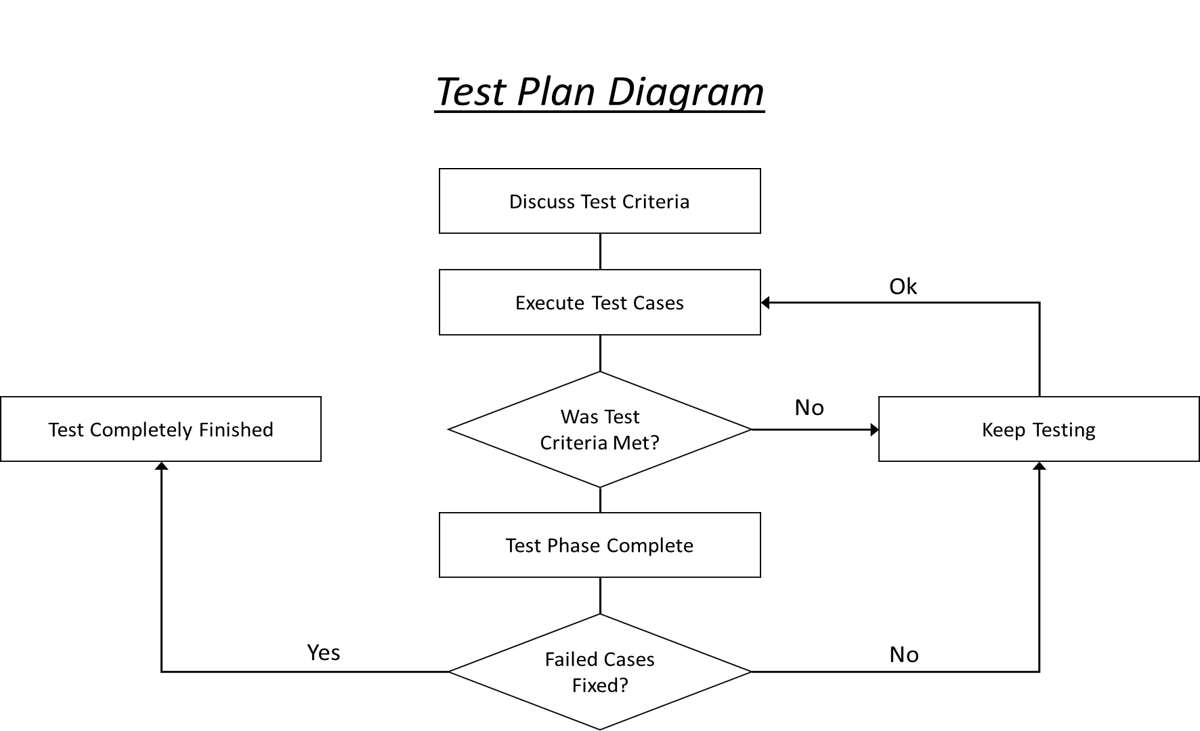 Test Plan Diagram
Discuss Test Criteria
Execute Test Cases
Ok
Was Test
Criteria Met?
No
Keep Testing
Test Completely Finished
Test Phase Complete
Failed Cases
Fixed?
Yes
No